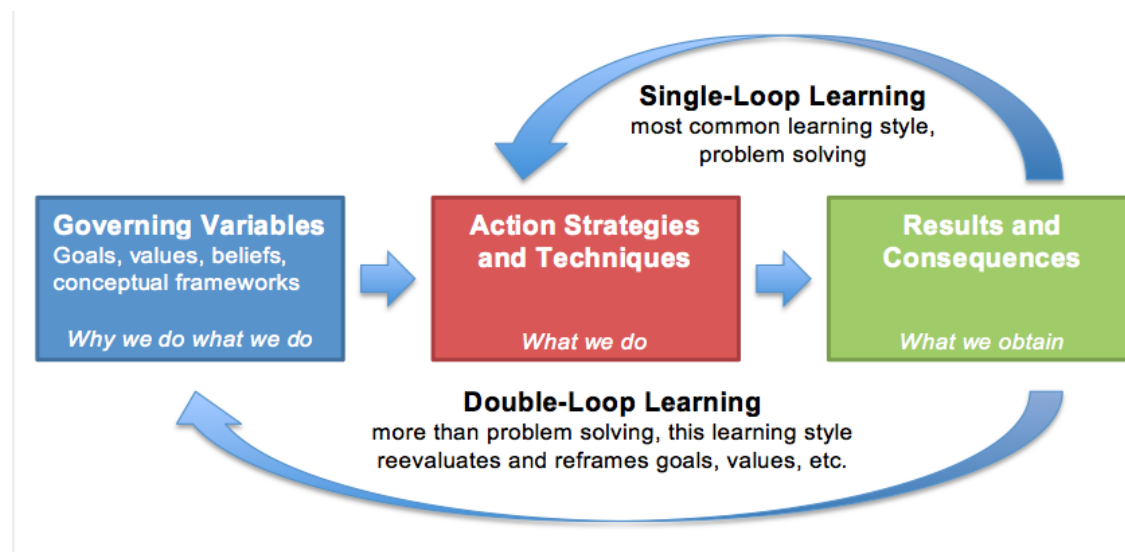 Single-Loop Learning
most common learning style,
problem solving
Governing Variables
Goals, values, beliefs,
conceptual frameworks
Why we do what we do
Action Strategies
and Techniques
What we do
Results and
Consequences
What we obtain
Double-Loop Learning
more than problem solving, this learning style
reevaluates and reframes goals, values, etc.